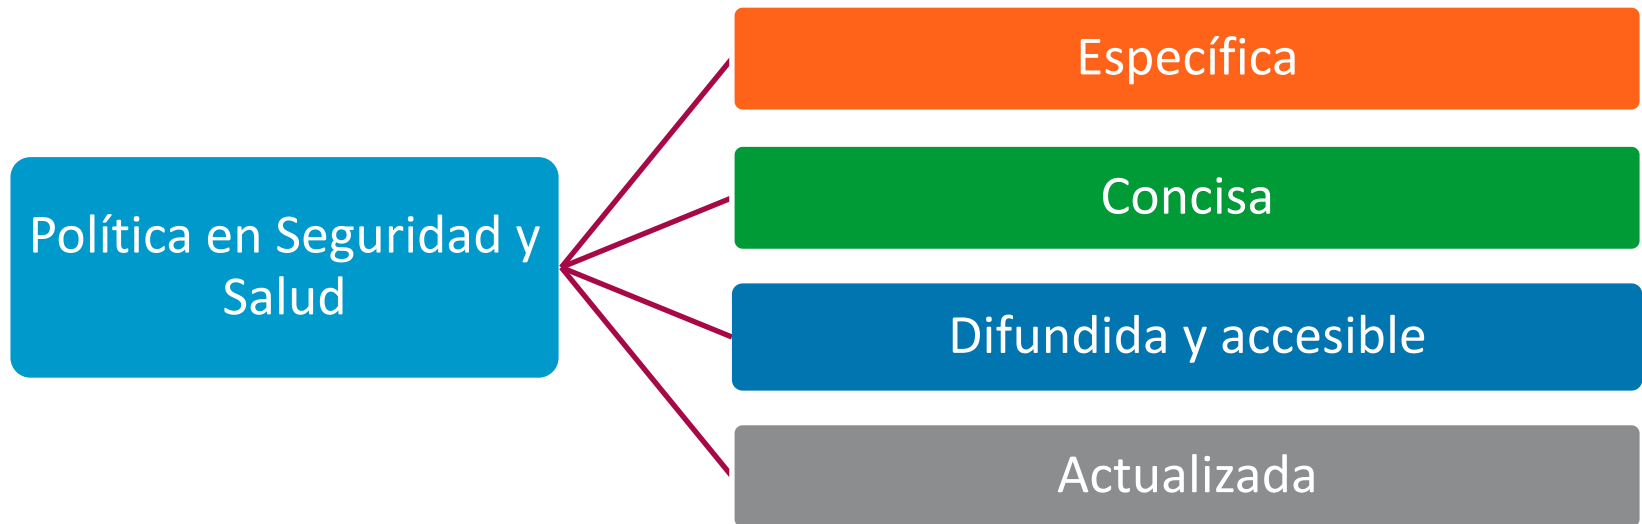 Política en Seguridad y
Salud
Específica
Concisa
Difundida y accesible
Actualizada